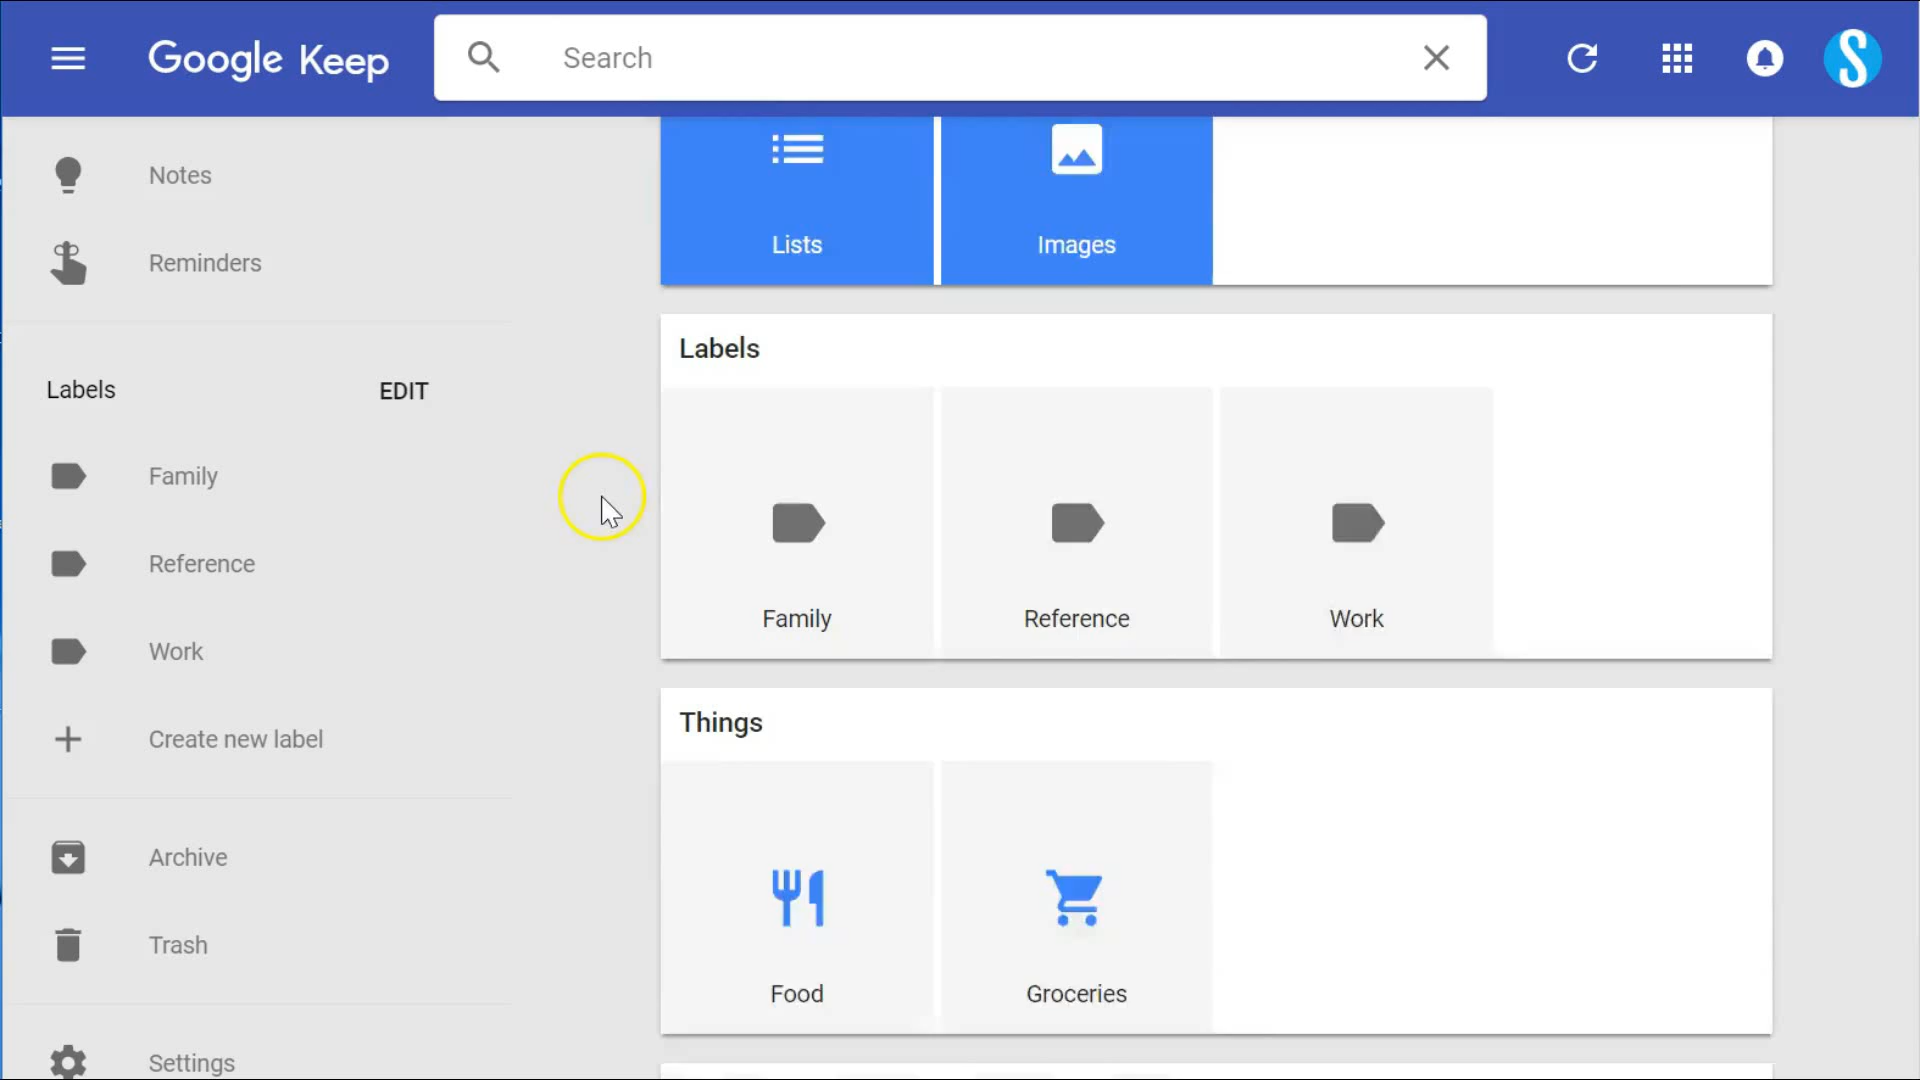 Google Keep
Search
Notes
Reminders
Labels
EDIT
Family
Reference
Work
Create new label
Archive
Trash
Settings
Lists
Images
Labels
Family
Reference
Work
Things
Food
Groceries